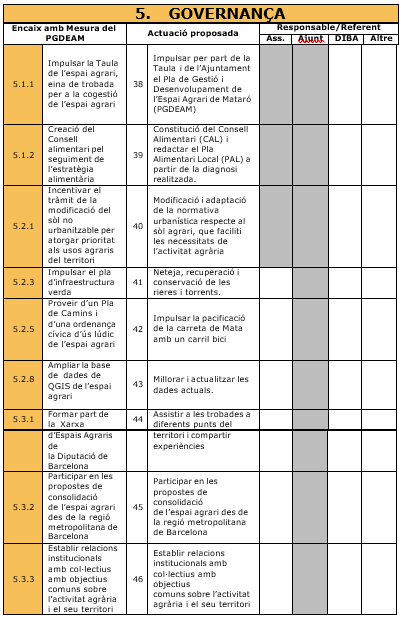 5. GOVERNANÇA
Encaix amb Mesura del
PGDEAM
Actuació proposada
Responsable/Referent
Ass. Ajunt DIBA Altre
5.1.1
Impulsar la Taula
de l’espai agrari,
eina de trobada
per a la cogestió
de l’espai agrari
38
Impulsar per part de la
Taula i de l’Ajuntament
el Pla de Gestió i
Desenvolupament de
l’Espai Agrari de Mataró
(PGDEAM)
5.1.2
Creació del
Consell
alimentari pel
seguiment de
l’estratègia
alimentària
39
Constitució del Consell
Alimentari (CAL) i
redactar el Pla
Alimentari Local (PAL) a
partir de la diagnosi
realitzada.
5.2.1
Incentivar el
tràmit de la
modificació del
sòl no
urbanitzable per
atorgar prioritat
als usos agraris
del territori
40
Modificació i adaptació
de la normativa
urbanística respecte al
sòl agrari, que faciliti
les necessitats de
l’activitat agrària
5.2.3
Impulsar el pla
d’infraestructura
verda
41
Neteja, recuperació i
conservació de les
rieres i torrents.
5.2.5
Proveir d’un Pla
de Camins i
d’una ordenança
cívica d’ús lúdic
de l’espai agrari
42
Impulsar la pacificació
de la carreta de Mata
amb un carril bici
5.2.8
Ampliar la base
de dades de
QGIS de l’espai
agrari
43
Millorar i actualitzar les
dades actuals.
5.3.1
Formar part de
la Xarxa
44
Assistir a les trobades a
diferents punts del
d’Espais Agraris
de
la Diputació de
Barcelona
territori i compartir
experiències
5.3.2
Participar en les
propostes de
consolidació
de l’espai agrari
des de la regió
metropolitana de
Barcelona
45
Participar en les
propostes de
consolidació
de l’espai agrari des de
la regió metropolitana
de Barcelona
5.3.3
Establir relacions
institucionals
amb col·lectius
amb objectius
comuns sobre
l’activitat agrària
i el seu territori
46
Establir relacions
institucionals amb
col·lectius amb
objectius
comuns sobre l’activitat
agrària i el seu territori